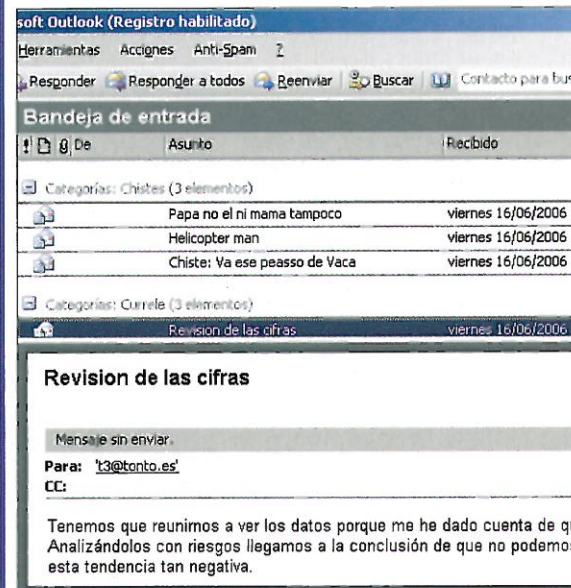 soft Outlook (Registro habilitado)
Herramientas Acciones Anti-Spam ?
Responder Responder a todos Reenviar Buscar Contacto para bus
Bandeja de entrada
! De Asunto Recibido
Categorías: Chistes (3 elementos)
Papa no el ni mama tampoco viernes 16/06/2006
Helicopter man viernes 16/06/2006
Chiste: Va ese peasso de Vaca viernes 16/06/2006
Categorías: Currele (3 elementos)
Revision de las cifras viernes 16/06/2006
Revision de las cifras
Mensaje sin enviar.
Para: 't3@tonto.es'
CC:
Tenemos que reunirnos a ver los datos porque me he dado cuenta de qu
Analizándolos con riesgos llegamos a la conclusión de que no podemos
esta tendencia tan negativa.